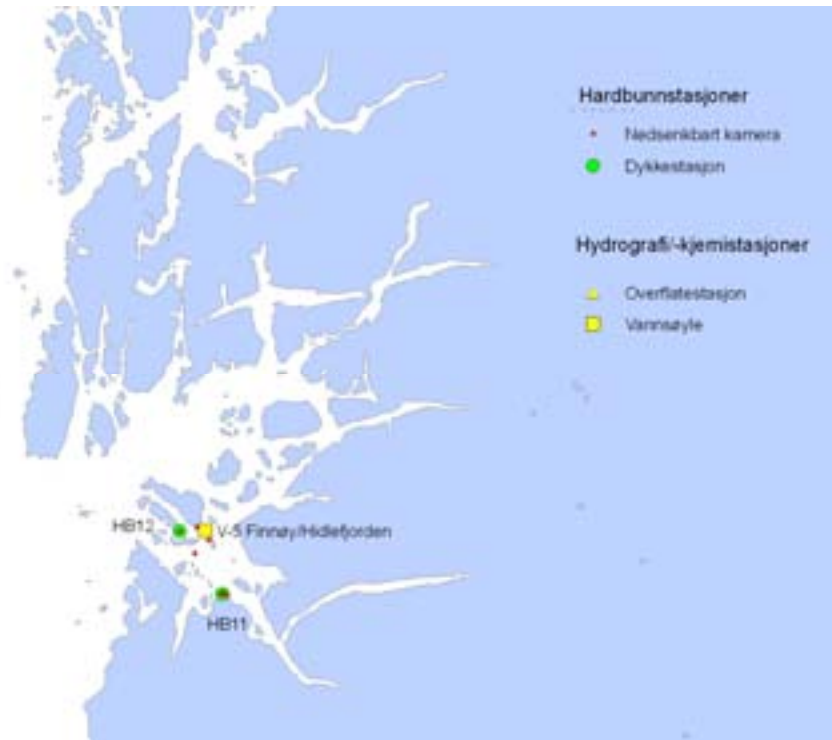 Hardbunnstasjoner
Nedsenkbart kamera
Dykkestasjon
Hydrografi/-kjemistasjoner
Overflatestasjon
Vannsøyle
HB12
V-5 Finnøy/Hidlefjorden
HB11